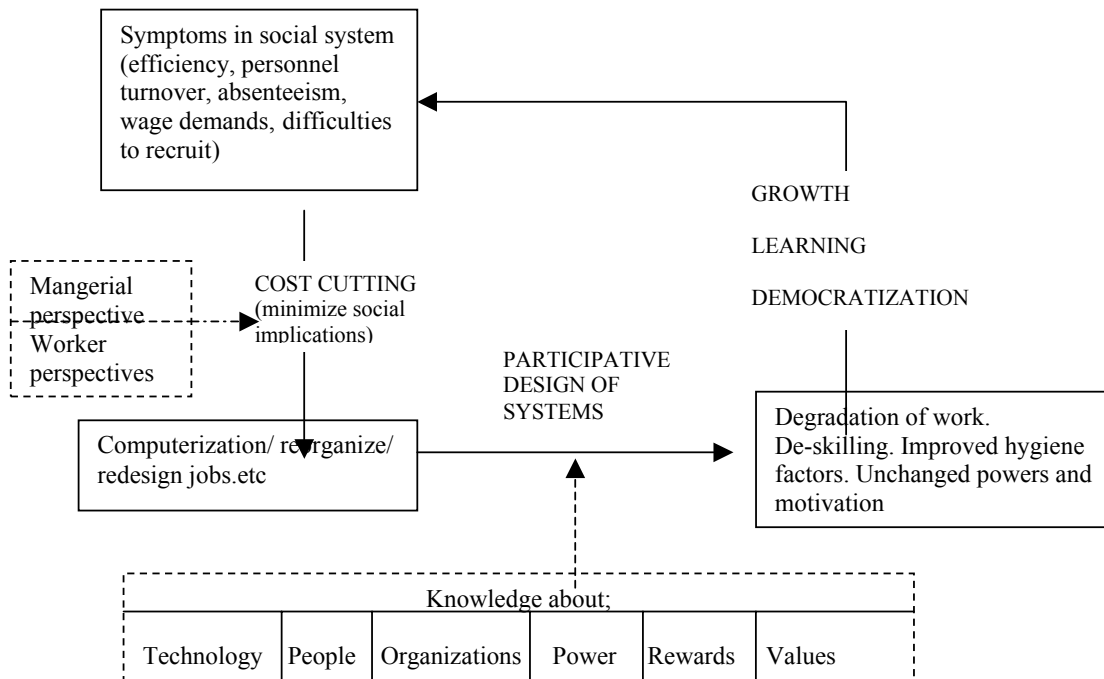 Symptoms in social system
(efficiency, personnel
turnover, absenteeism,
wage demands, difficulties
to recruit)
GROWTH
LEARNING
DEMOCRATIZATION
Mangerial
perspective
Worker
perspectives
COST CUTTING
(minimize social
implications)
PARTICIPATIVE
DESIGN OF
SYSTEMS
Computerization/ reorganize/
redesign jobs.etc
Degradation of work.
De-skilling. Improved hygiene
factors. Unchanged powers and
motivation
Knowledge about;
Technology People Organizations Power Rewards Values